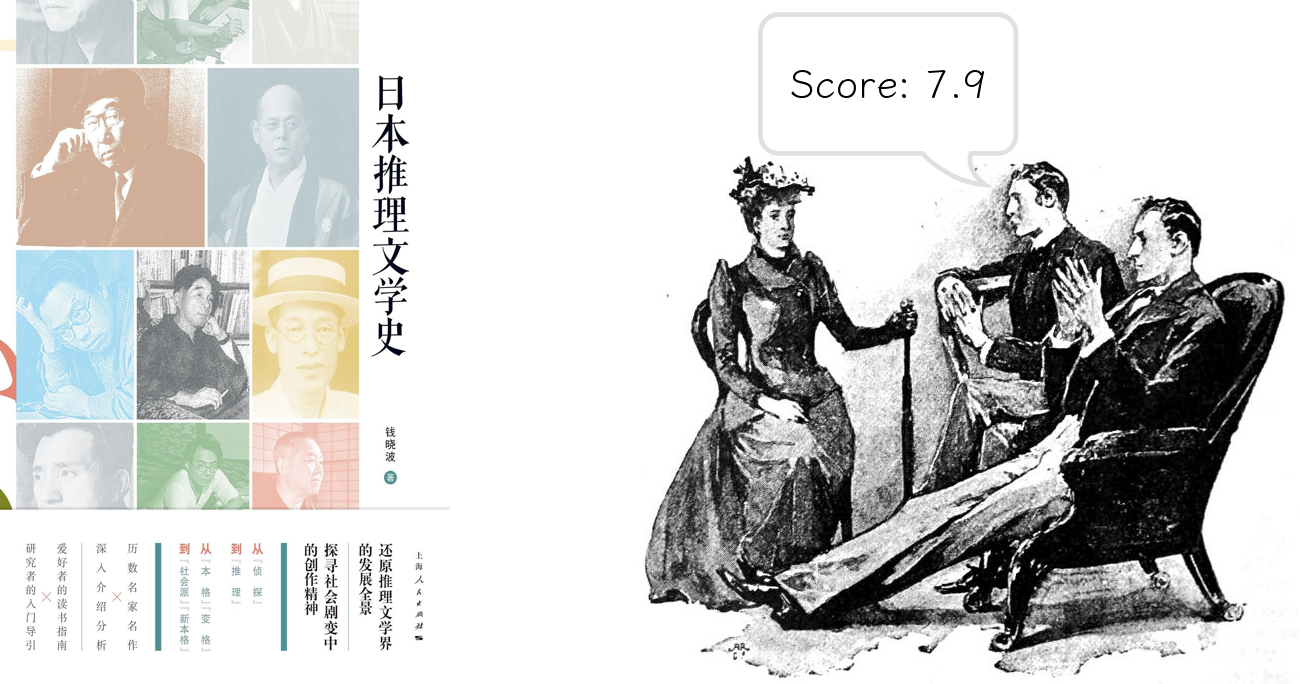 日本推理文学史
钱晓波 著
Score: 7.9
上海人民出版社
还原推理文学界
的发展全景
探寻社会剧变中
的创作精神
从「侦探」
到「推理」
从「本格」「变格」
到「社会派」「新本格」
历数名家名作
×
深入介绍分析
爱好者的读书指南
×
研究者的入门导引